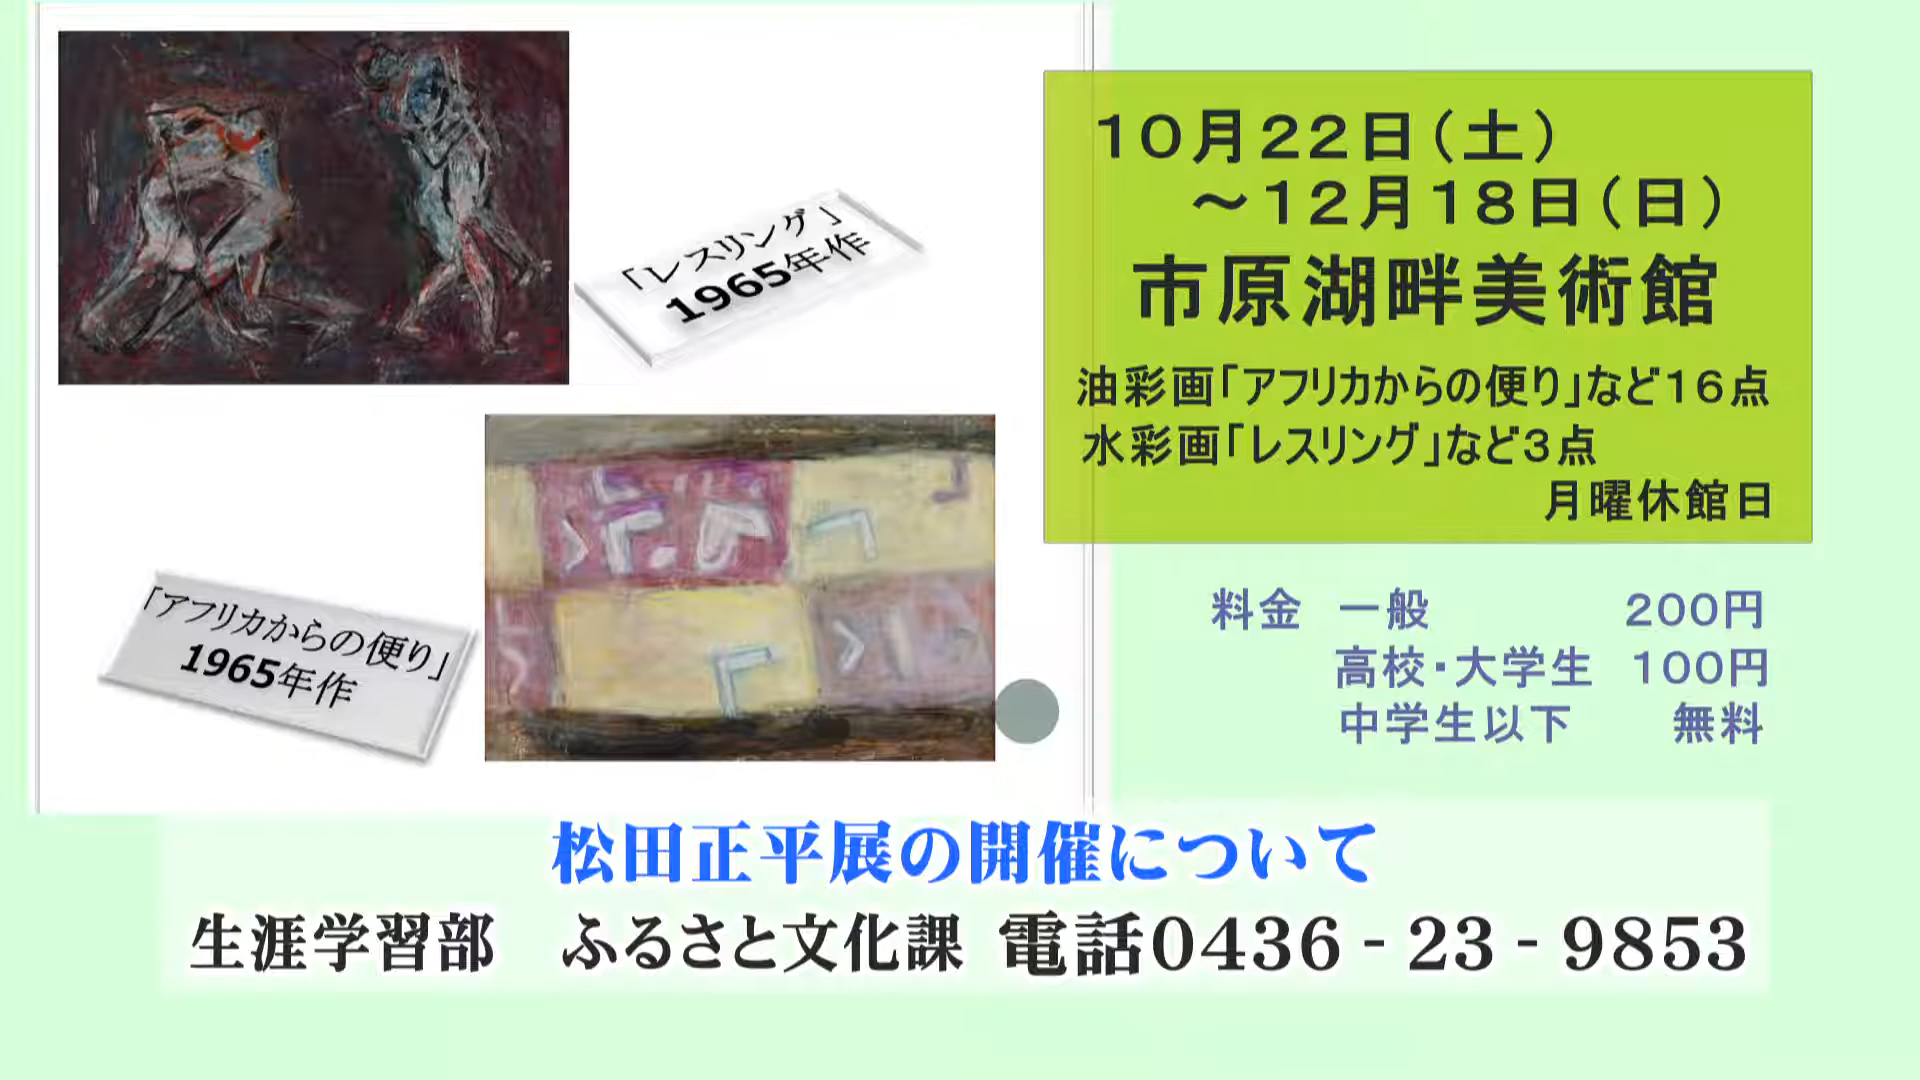 「レスリング」
1965年作
「アフリカからの便り」
1965年作
10月22日(土)
～12月18日(日)
市原湖畔美術館
油彩画「アフリカからの便り」など16点
水彩画「レスリング」など3点
月曜休館日
料金 一般 200円
高校・大学生 100円
中学生以下 無料
松田正平展の開催について
生涯学習部 ふるさと文化課 電話0436-23-9853